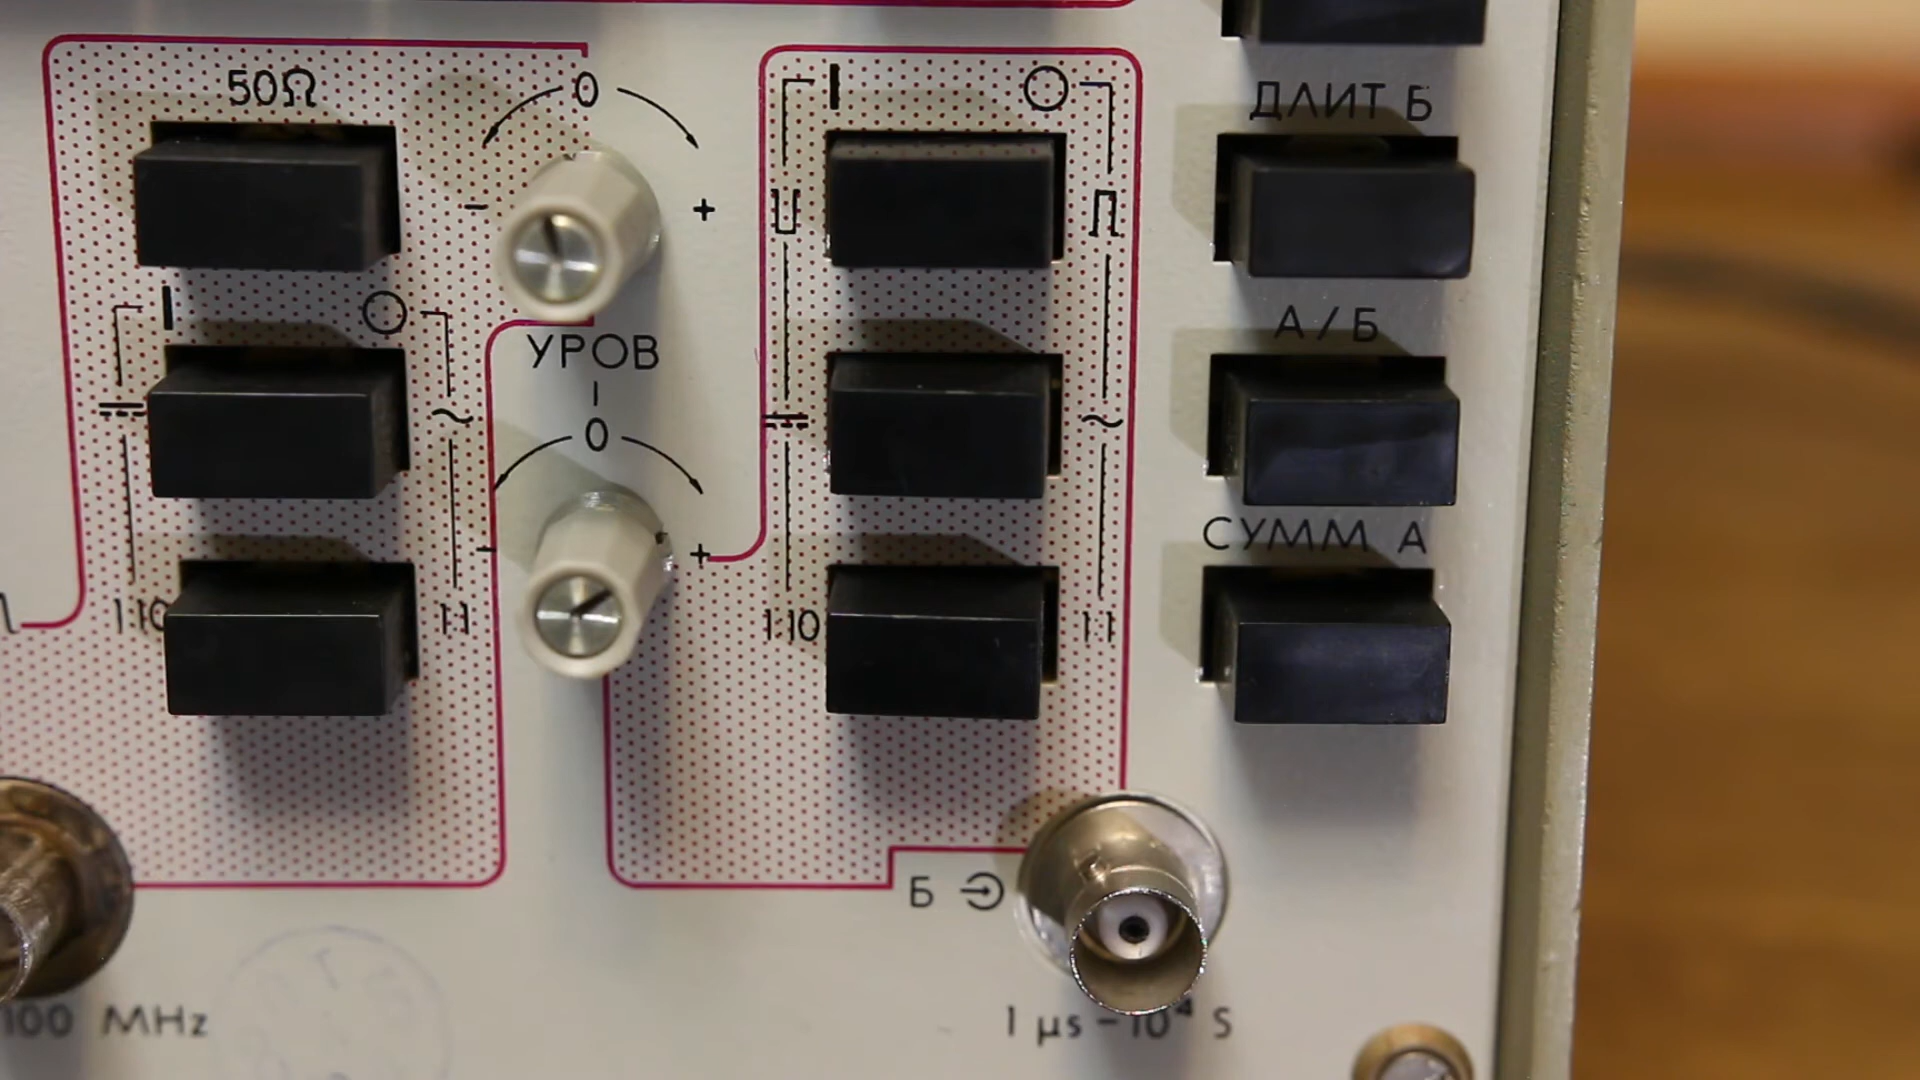 50Ω
0
- +
УРОВ
0
- +
1:10 1:1
1:10 1:1
ДЛИТ Б
А/Б
СУММ А
Б
100 MHz
1 µs – 10⁴ S